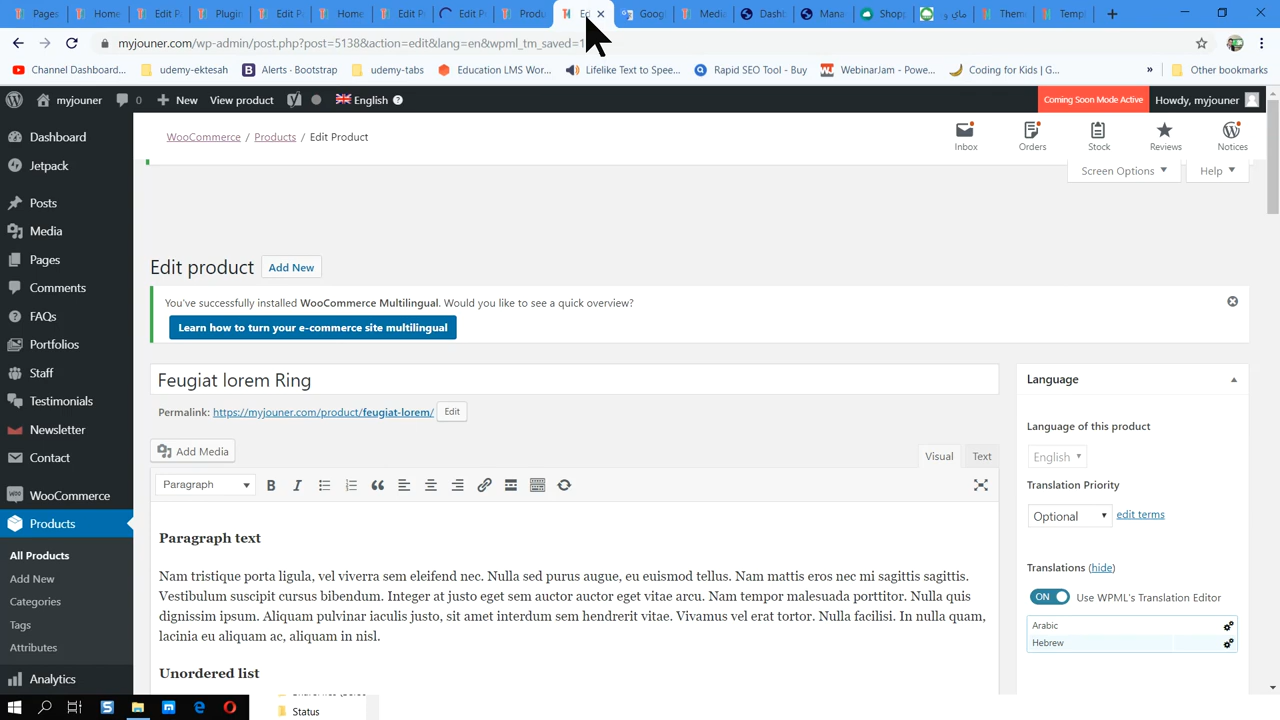 Pages
Home
Edit P
Plugin
Edit P
Home
Edit P
Edit P
Produ
Ed
Googl
Media
Dashb
Mana
Shopp
ماي و
Them
Templ
myjouner.com/wp-admin/post.php?post=5138&action=edit&lang=en&wpml_tm_saved=1
Channel Dashboard...
udemy-ektesah
Alerts · Bootstrap
udemy-tabs
Education LMS Wor...
Lifelike Text to Spee...
Rapid SEO Tool - Buy
WebinarJam - Powe...
Coding for Kids | G...
»
Other bookmarks
myjouner
0
New
View product
English
Coming Soon Mode Active
Howdy, myjouner
Dashboard
Jetpack
Posts
Media
Pages
Comments
FAQs
Portfolios
Staff
Testimonials
Newsletter
Contact
WooCommerce
Products
All Products
Add New
Categories
Tags
Attributes
Analytics
WooCommerce / Products / Edit Product
Inbox
Orders
Stock
Reviews
Notices
Screen Options
Help
Edit product
Add New
You've successfully installed WooCommerce Multilingual. Would you like to see a quick overview?
Learn how to turn your e-commerce site multilingual
Feugiat lorem Ring
Permalink: https://myjouner.com/product/feugiat-lorem/
Edit
Add Media
Visual
Text
Paragraph
B
I
Paragraph text
Nam tristique porta ligula, vel viverra sem eleifend nec. Nulla sed purus augue, eu euismod tellus. Nam mattis eros nec mi sagittis sagittis.
Vestibulum suscipit cursus bibendum. Integer at justo eget sem auctor auctor eget vitae arcu. Nam tempor malesuada porttitor. Nulla quis
dignissim ipsum. Aliquam pulvinar iaculis justo, sit amet interdum sem hendrerit vitae. Vivamus vel erat tortor. Nulla facilisi. In nulla quam,
lacinia eu aliquam ac, aliquam in nisl.
Unordered list
Language
Language of this product
English
Translation Priority
Optional
edit terms
Translations (hide)
ON
Use WPML's Translation Editor
Arabic
Hebrew
Status